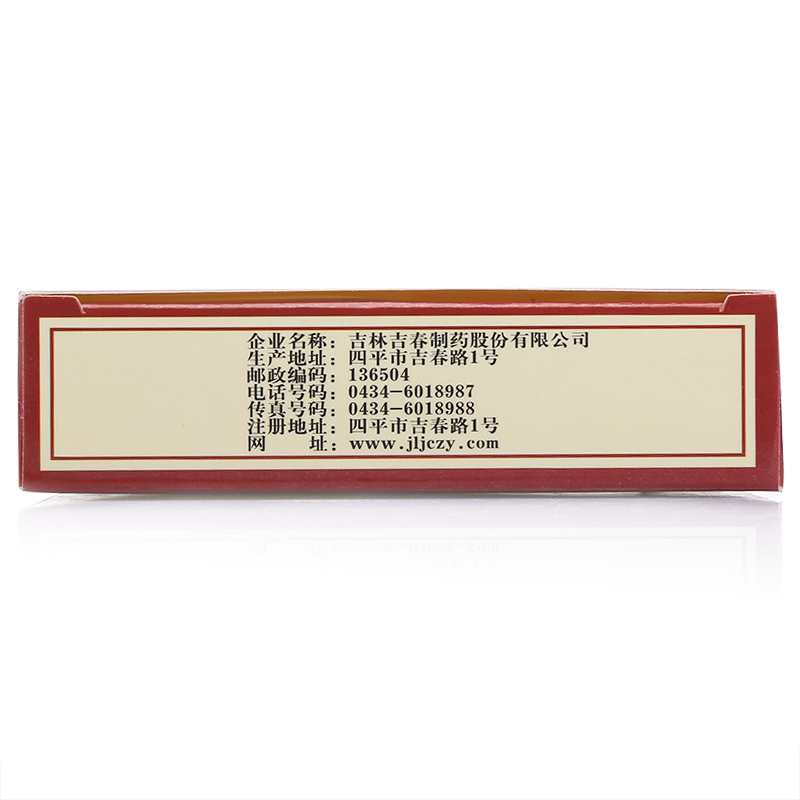 企业名称：吉林吉春制药股份有限公司
生产地址：四平市吉春路1号
邮政编码：136504
电话号码：0434-6018987
传真号码：0434-6018988
注册地址：四平市吉春路1号
网　　址：www.jljczy.com